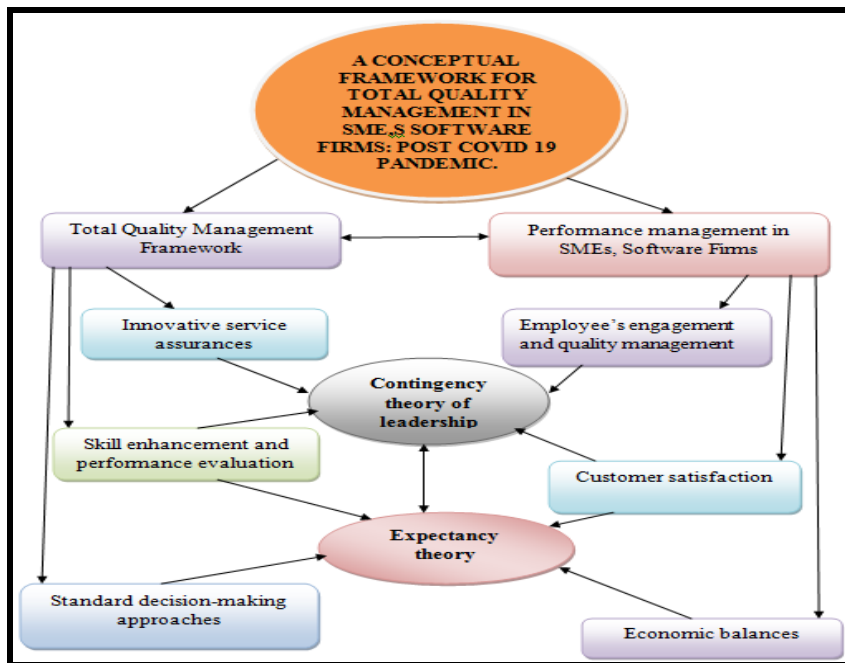 A CONCEPTUAL
FRAMEWORK FOR
TOTAL QUALITY
MANAGEMENT IN
SME,S SOFTWARE
FIRMS: POST COVID 19
PANDEMIC.
Total Quality Management
Framework
Performance management in
SMEs, Software Firms
Innovative service
assurances
Employee’s engagement
and quality management
Contingency
theory of
leadership
Skill enhancement and
performance evaluation
Customer satisfaction
Expectancy
theory
Standard decision-making
approaches
Economic balances